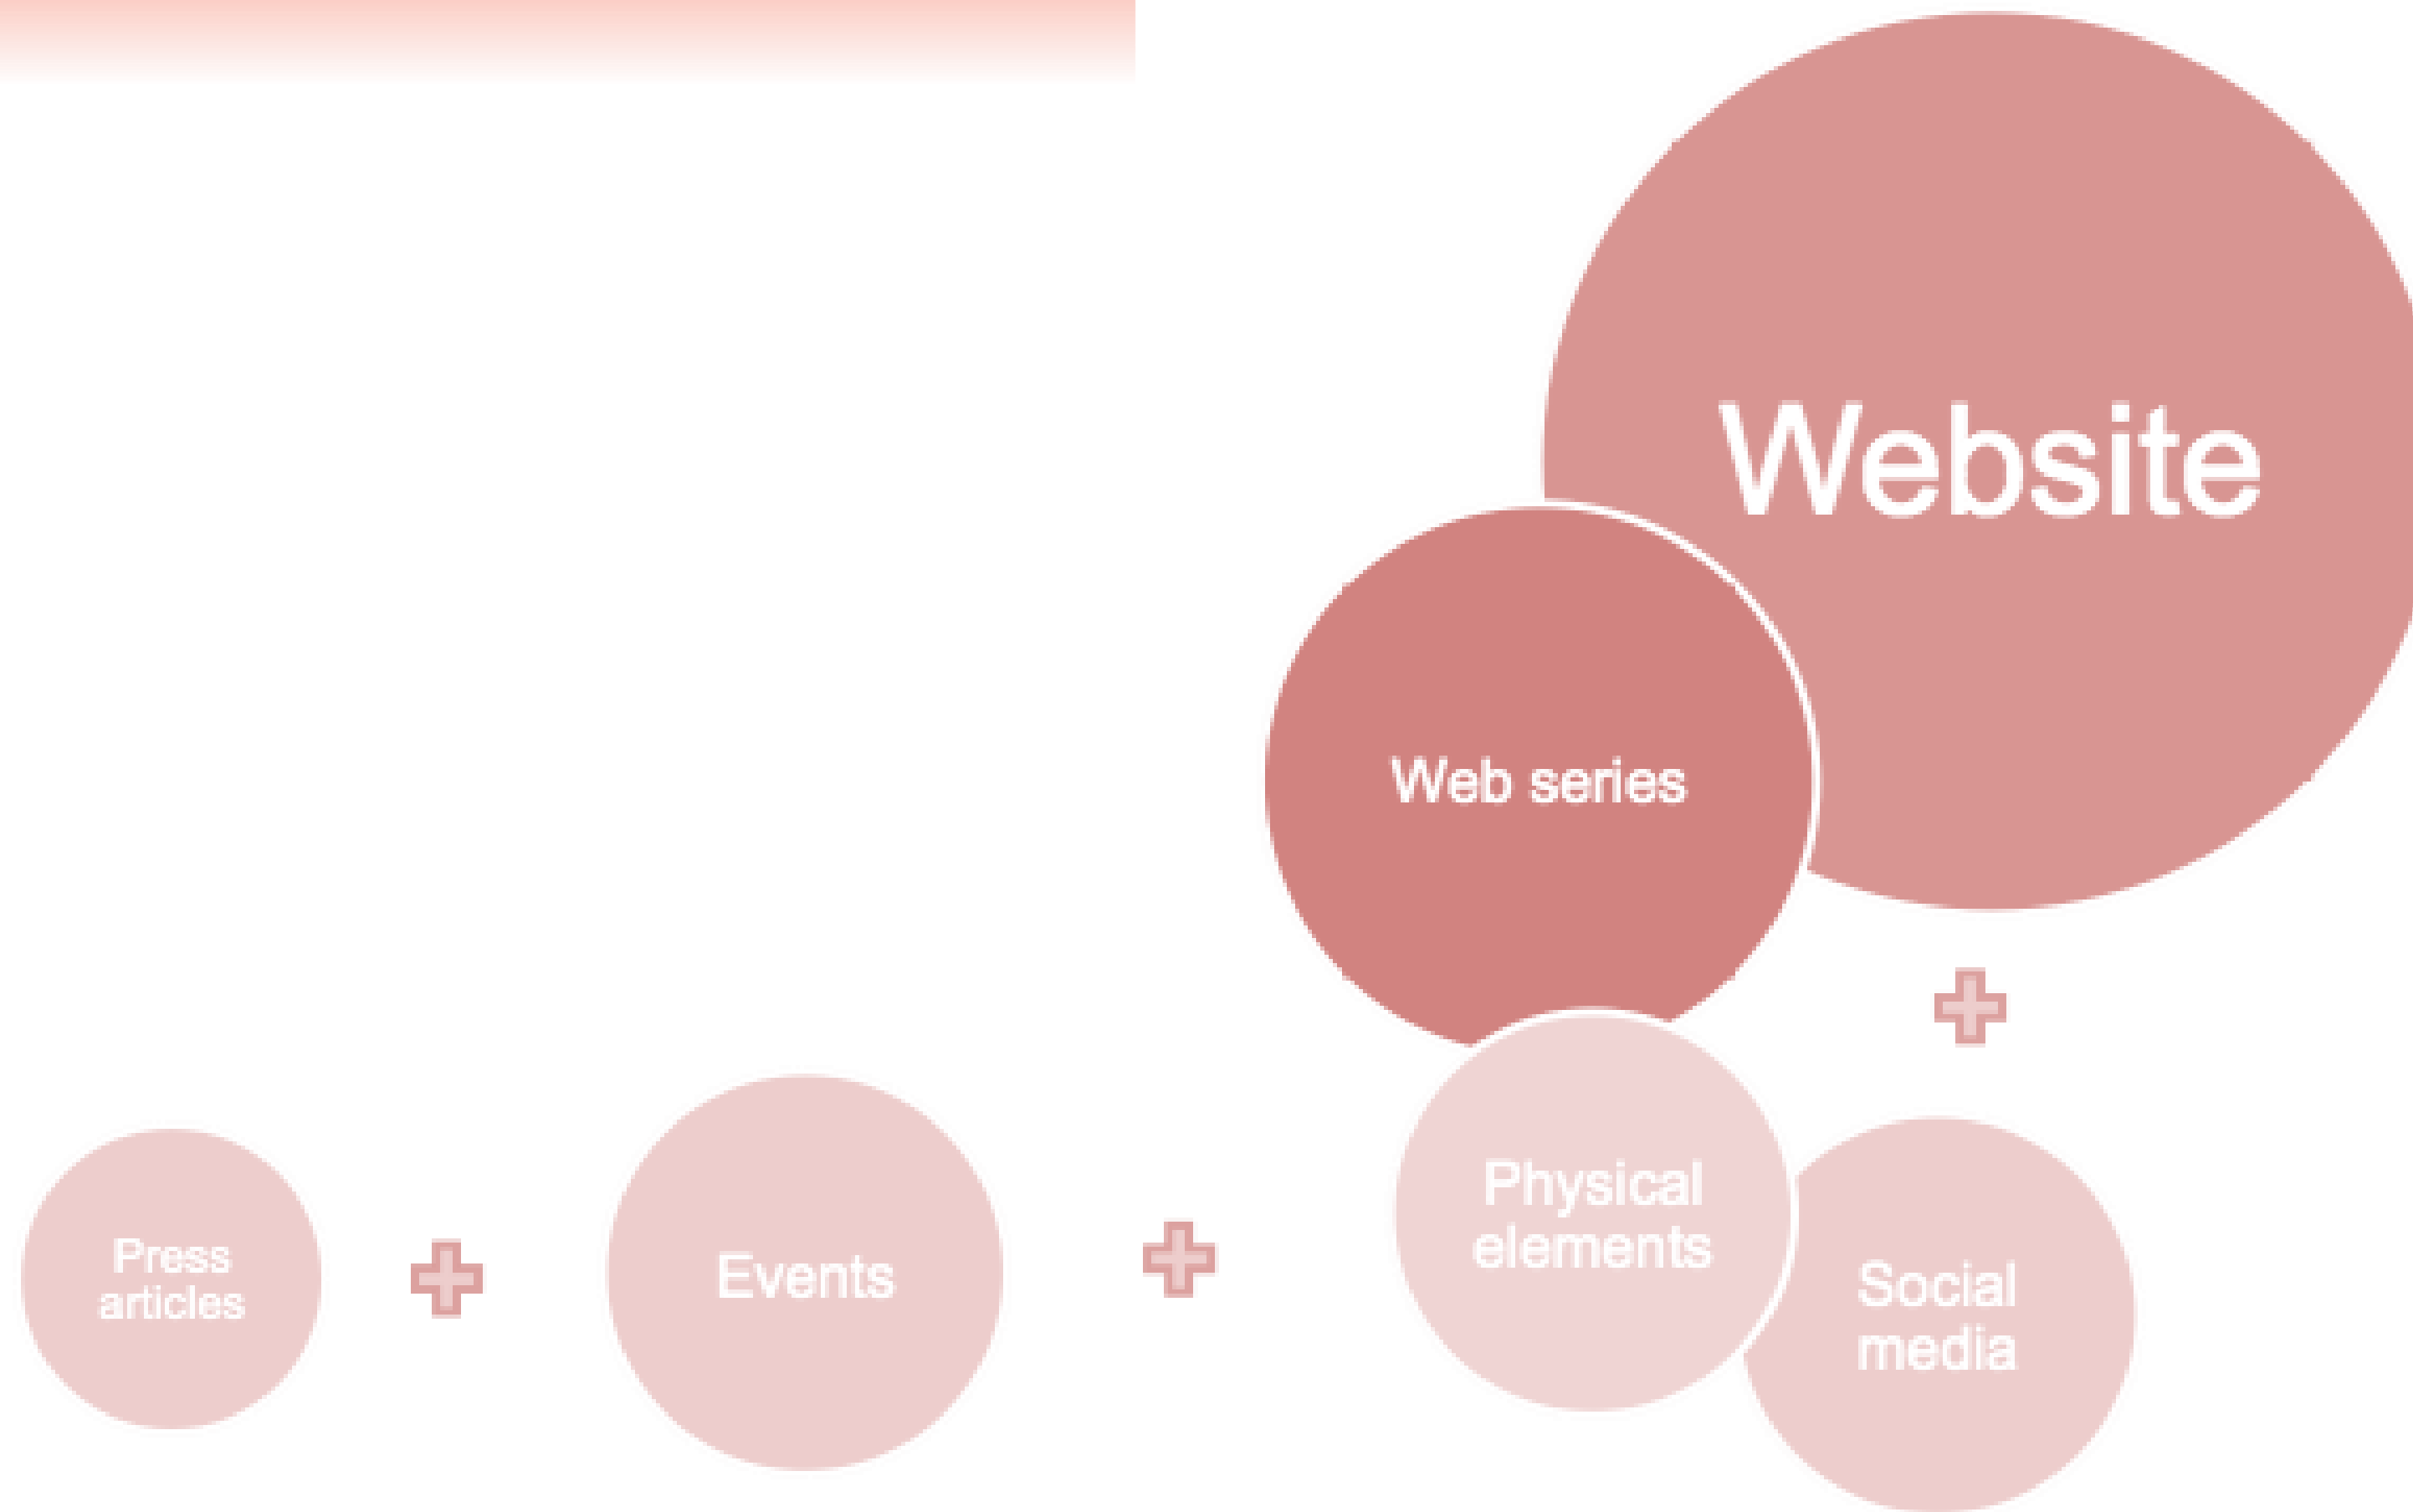 Website
Web series
Physical
elements
Social
media
Press
articles
Events